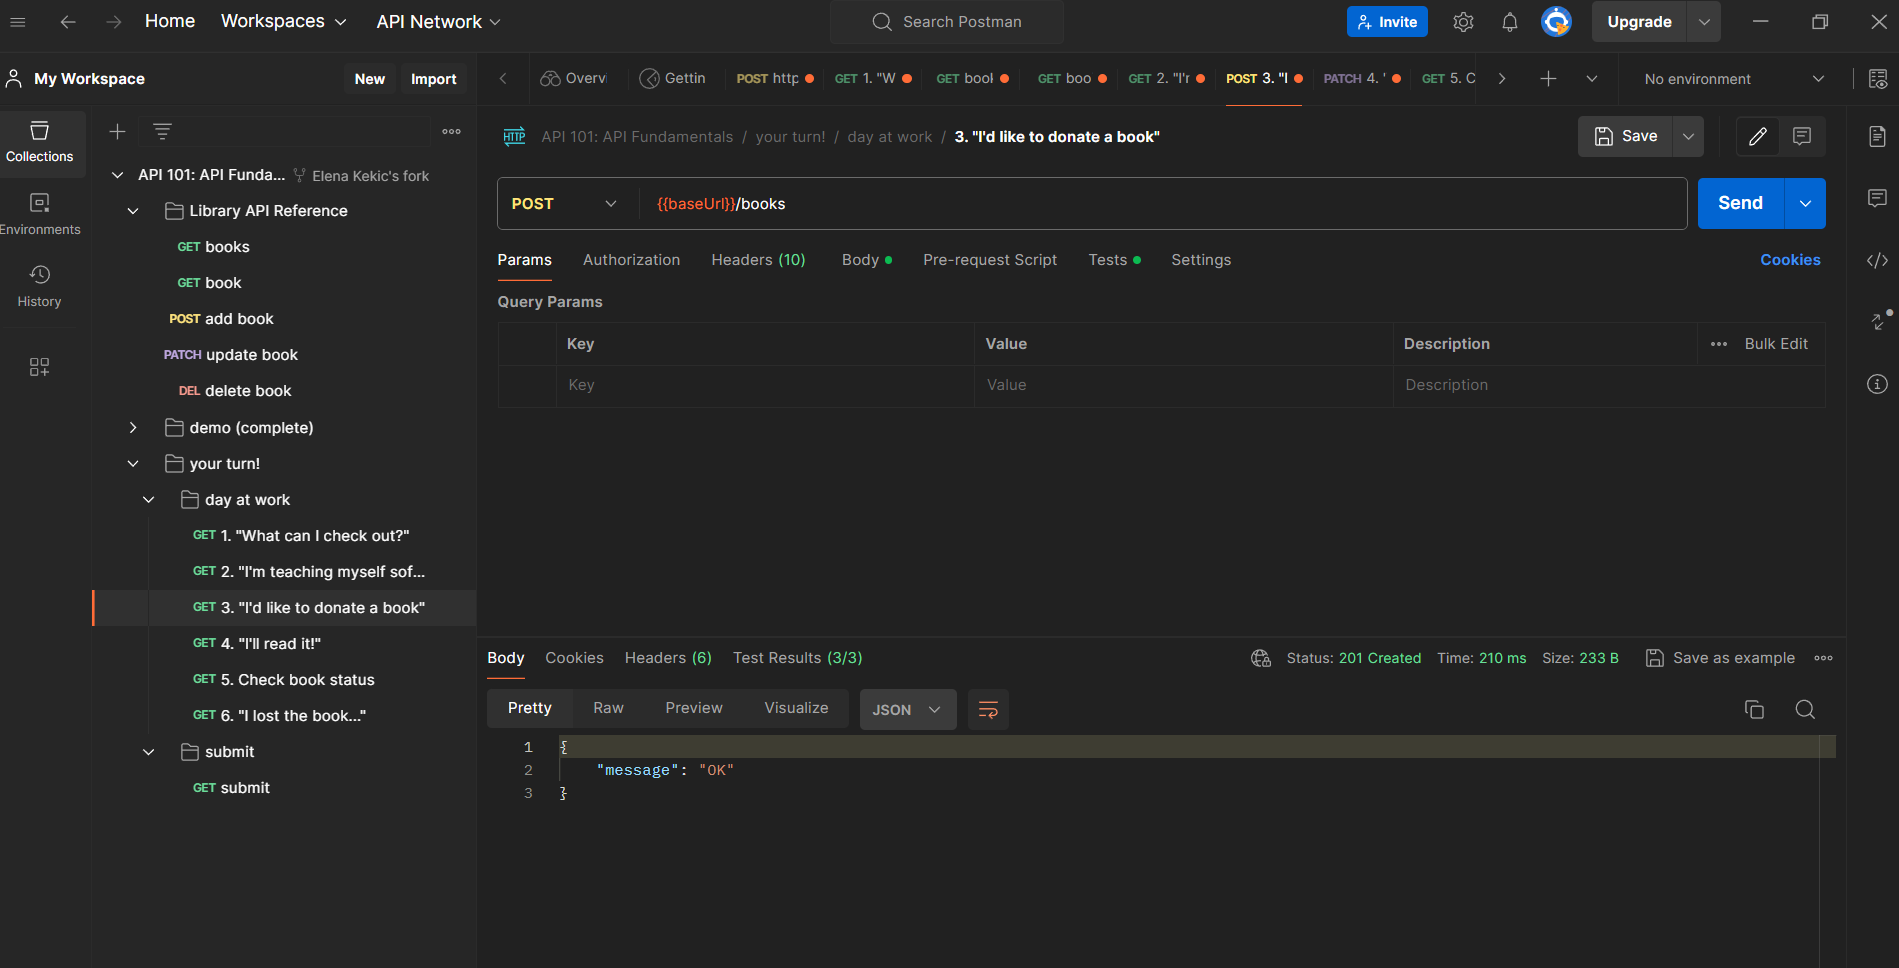 Home Workspaces API Network Search Postman Invite Upgrade
My Workspace New Import Overvi Gettin POST http GET 1. "W GET book GET boo GET 2. "I'r POST 3. "I PATCH 4. ' GET 5. C No environment
Collections
Environments
History
API 101: API Funda... Elena Kekic's fork
Library API Reference
GET books
GET book
POST add book
PATCH update book
DEL delete book
demo (complete)
your turn!
day at work
GET 1. "What can I check out?"
GET 2. "I'm teaching myself sof...
GET 3. "I'd like to donate a book"
GET 4. "I'll read it!"
GET 5. Check book status
GET 6. "I lost the book..."
submit
GET submit
HTTP API 101: API Fundamentals / your turn! / day at work / 3. "I'd like to donate a book" Save
POST {{baseUrl}}/books Send
Params Authorization Headers (10) Body Pre-request Script Tests Settings Cookies
Query Params
Key Value Description Bulk Edit
Key Value Description
Body Cookies Headers (6) Test Results (3/3) Status: 201 Created Time: 210 ms Size: 233 B Save as example
Pretty Raw Preview Visualize JSON
1 {
2 "message": "OK"
3 }